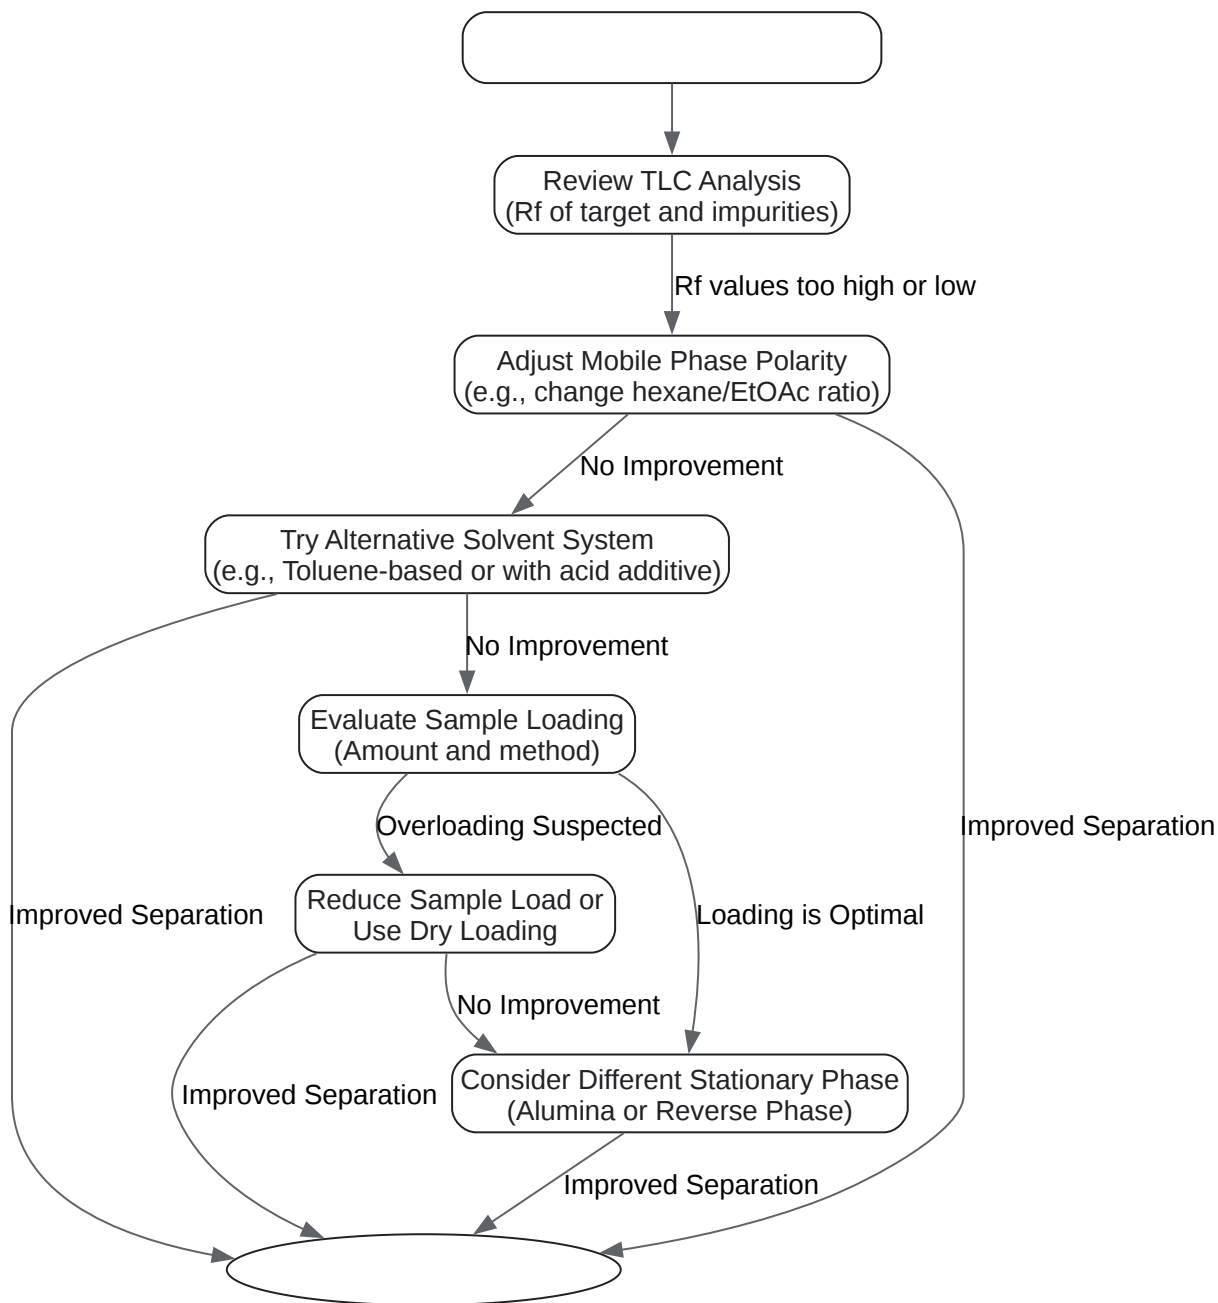 Review TLC Analysis
(Rf of target and impurities)
Rf values too high or low
Adjust Mobile Phase Polarity
(e.g., change hexane/EtOAc ratio)
No Improvement
Try Alternative Solvent System
(e.g., Toluene-based or with acid additive)
No Improvement
Evaluate Sample Loading
(Amount and method)
Overloading Suspected
Improved Separation
Improved Separation
Reduce Sample Load or
Use Dry Loading
Loading is Optimal
No Improvement
Improved Separation
Consider Different Stationary Phase
(Alumina or Reverse Phase)
Improved Separation